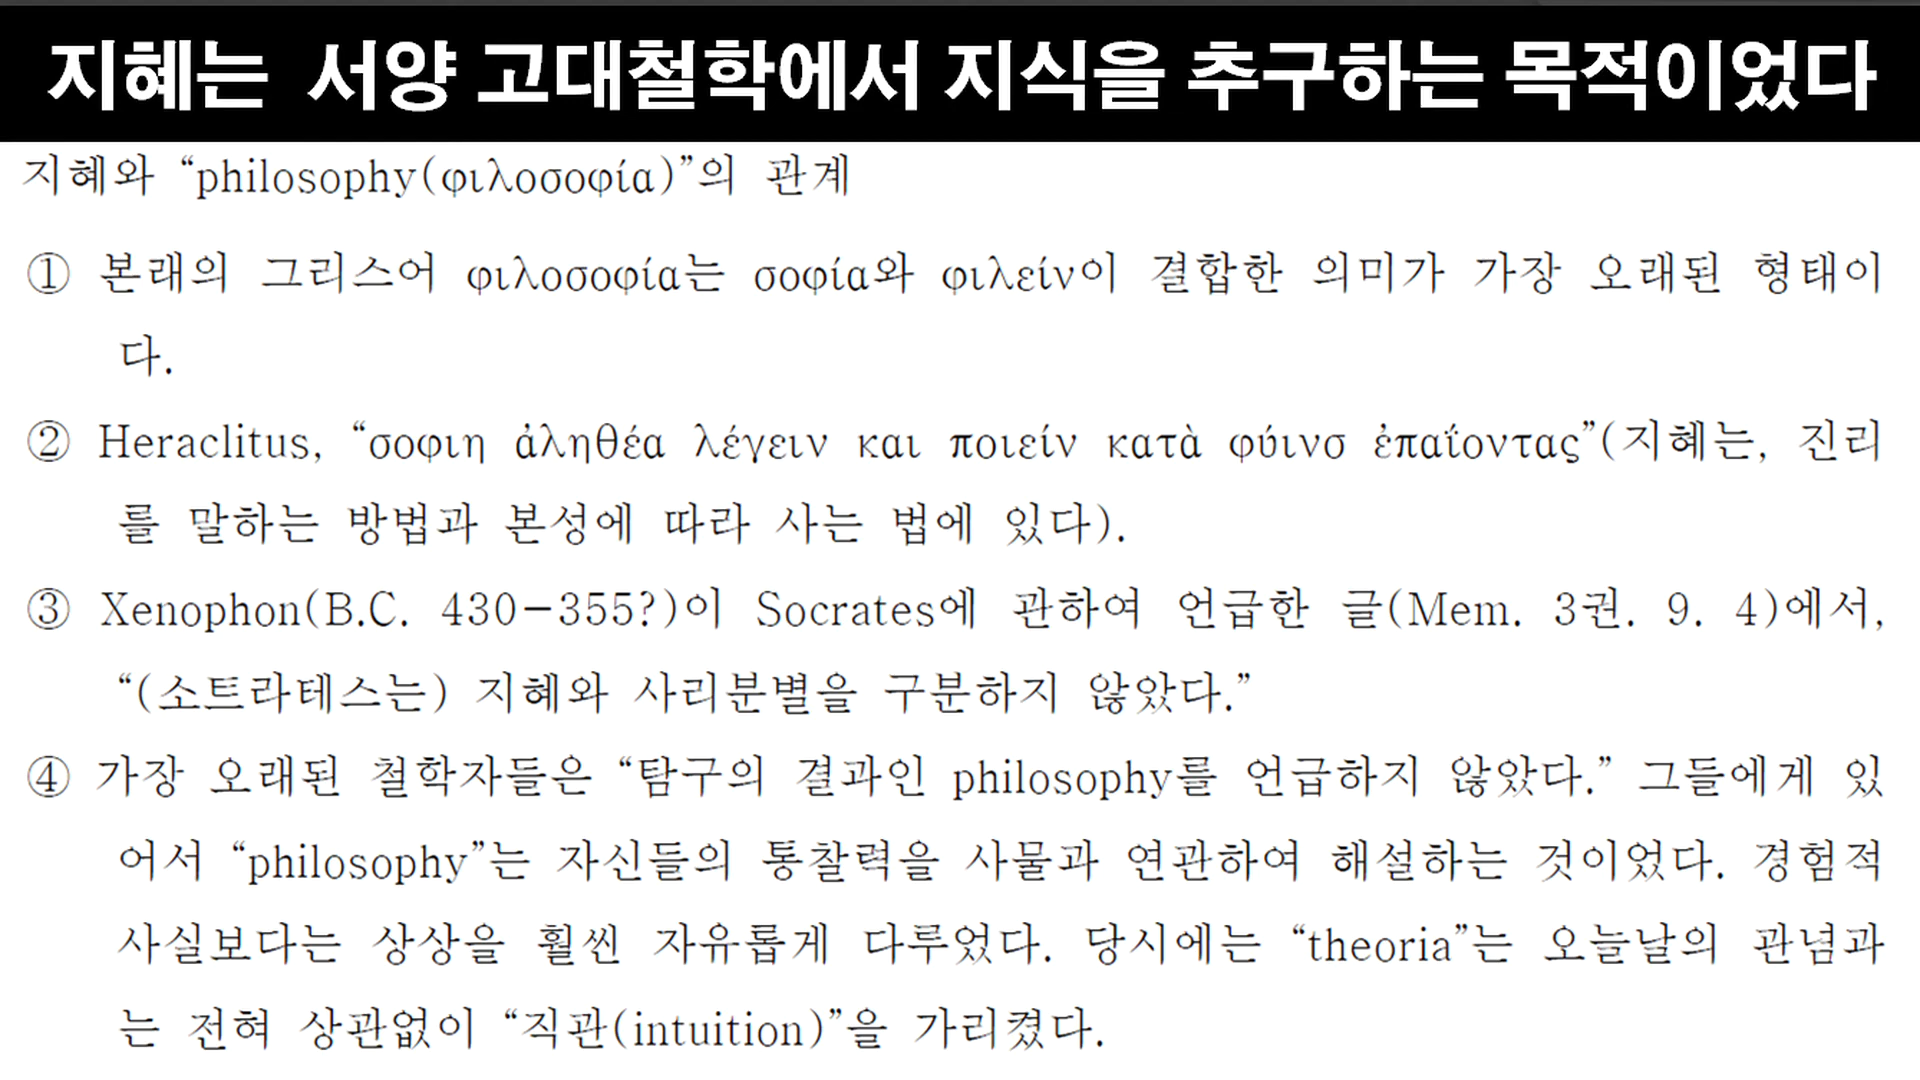 지혜는 서양 고대철학에서 지식을 추구하는 목적이었다
지혜와 “philosophy(φιλοσοφία)”의 관계
① 본래의 그리스어 φιλοσοφία는 σοφία와 φιλείν이 결합한 의미가 가장 오래된 형태이
다.
② Heraclitus, “σοφιη ἀληθέα λέγειν και ποιείν κατὰ φύινσ ἐπαΐοντας”(지혜는, 진리
를 말하는 방법과 본성에 따라 사는 법에 있다).
③ Xenophon(B.C. 430-355?)이 Socrates에 관하여 언급한 글(Mem. 3권. 9. 4)에서,
“(소트라테스는) 지혜와 사리분별을 구분하지 않았다.”
④ 가장 오래된 철학자들은 “탐구의 결과인 philosophy를 언급하지 않았다.” 그들에게 있
어서 “philosophy”는 자신들의 통찰력을 사물과 연관하여 해설하는 것이었다. 경험적
사실보다는 상상을 훨씬 자유롭게 다루었다. 당시에는 “theoria”는 오늘날의 관념과
는 전혀 상관없이 “직관(intuition)”을 가리켰다.